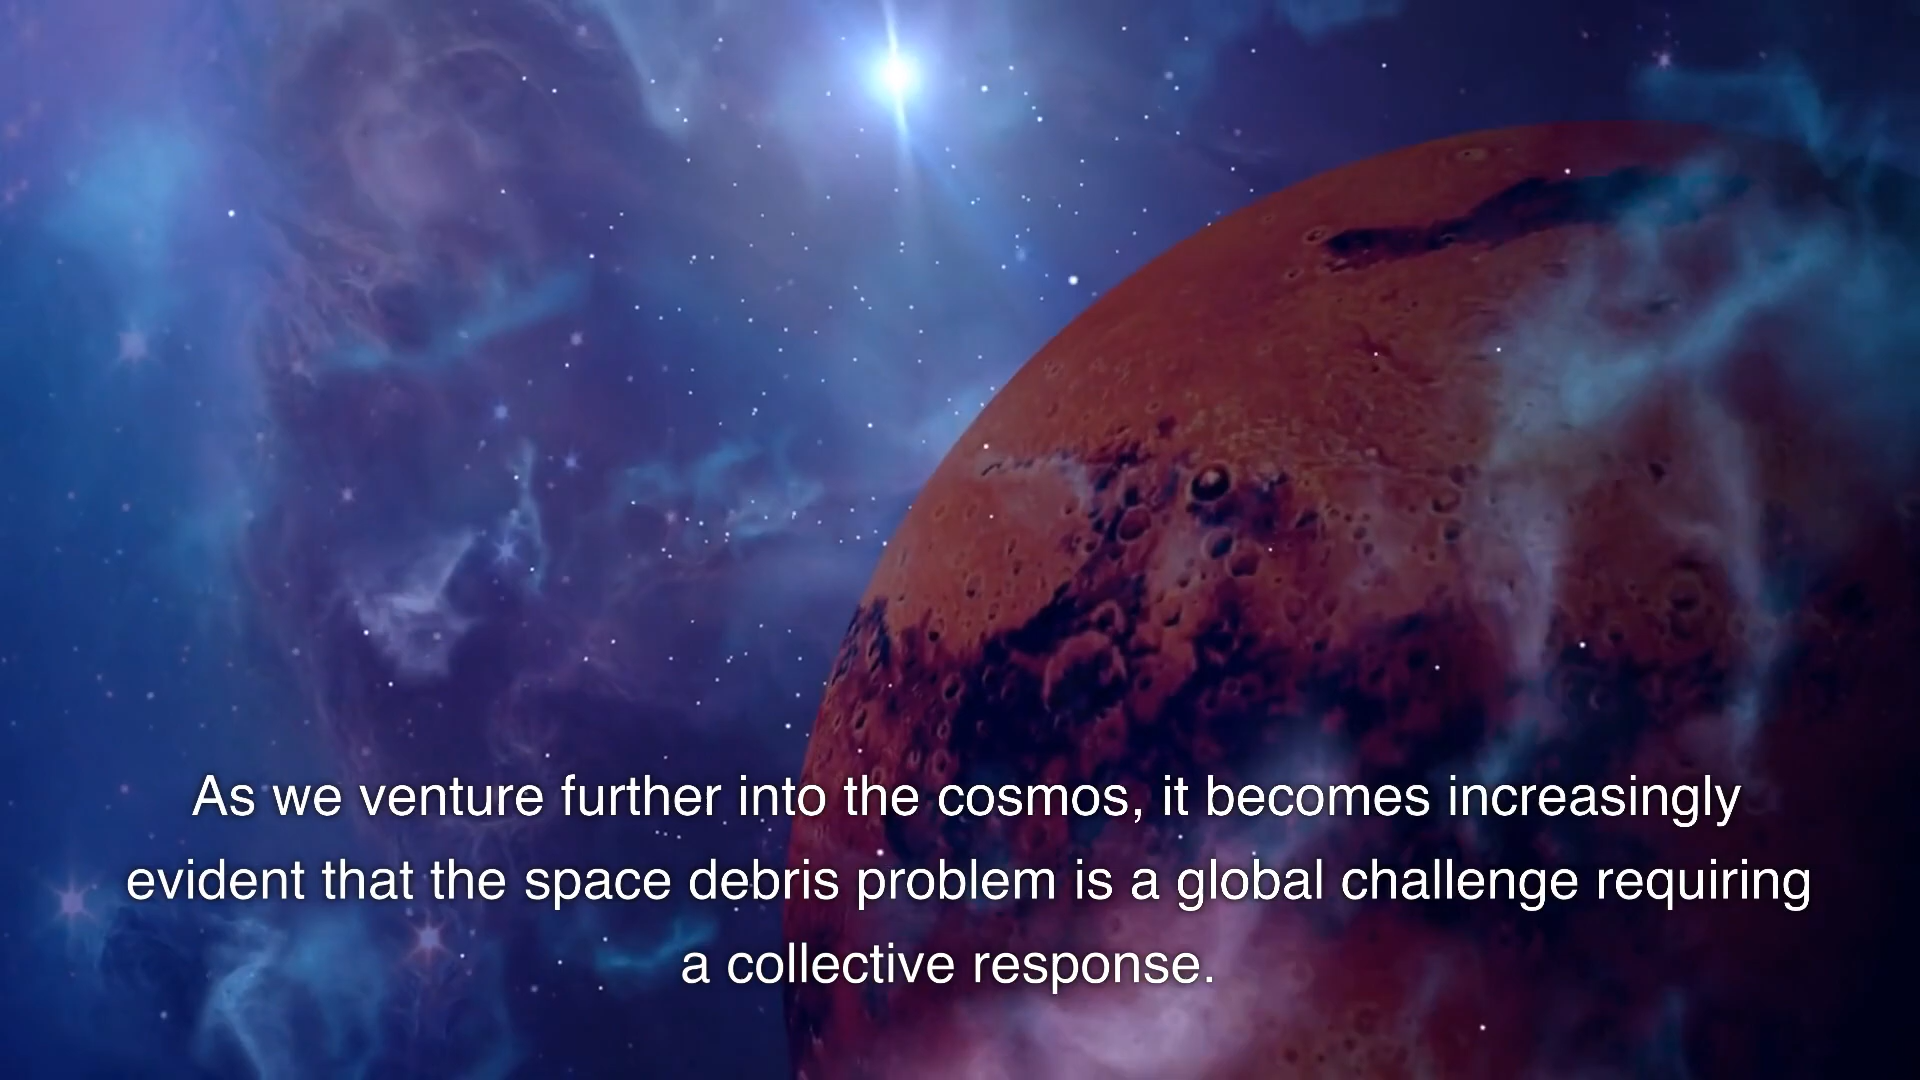 As we venture further into the cosmos, it becomes increasingly
evident that the space debris problem is a global challenge requiring
a collective response.